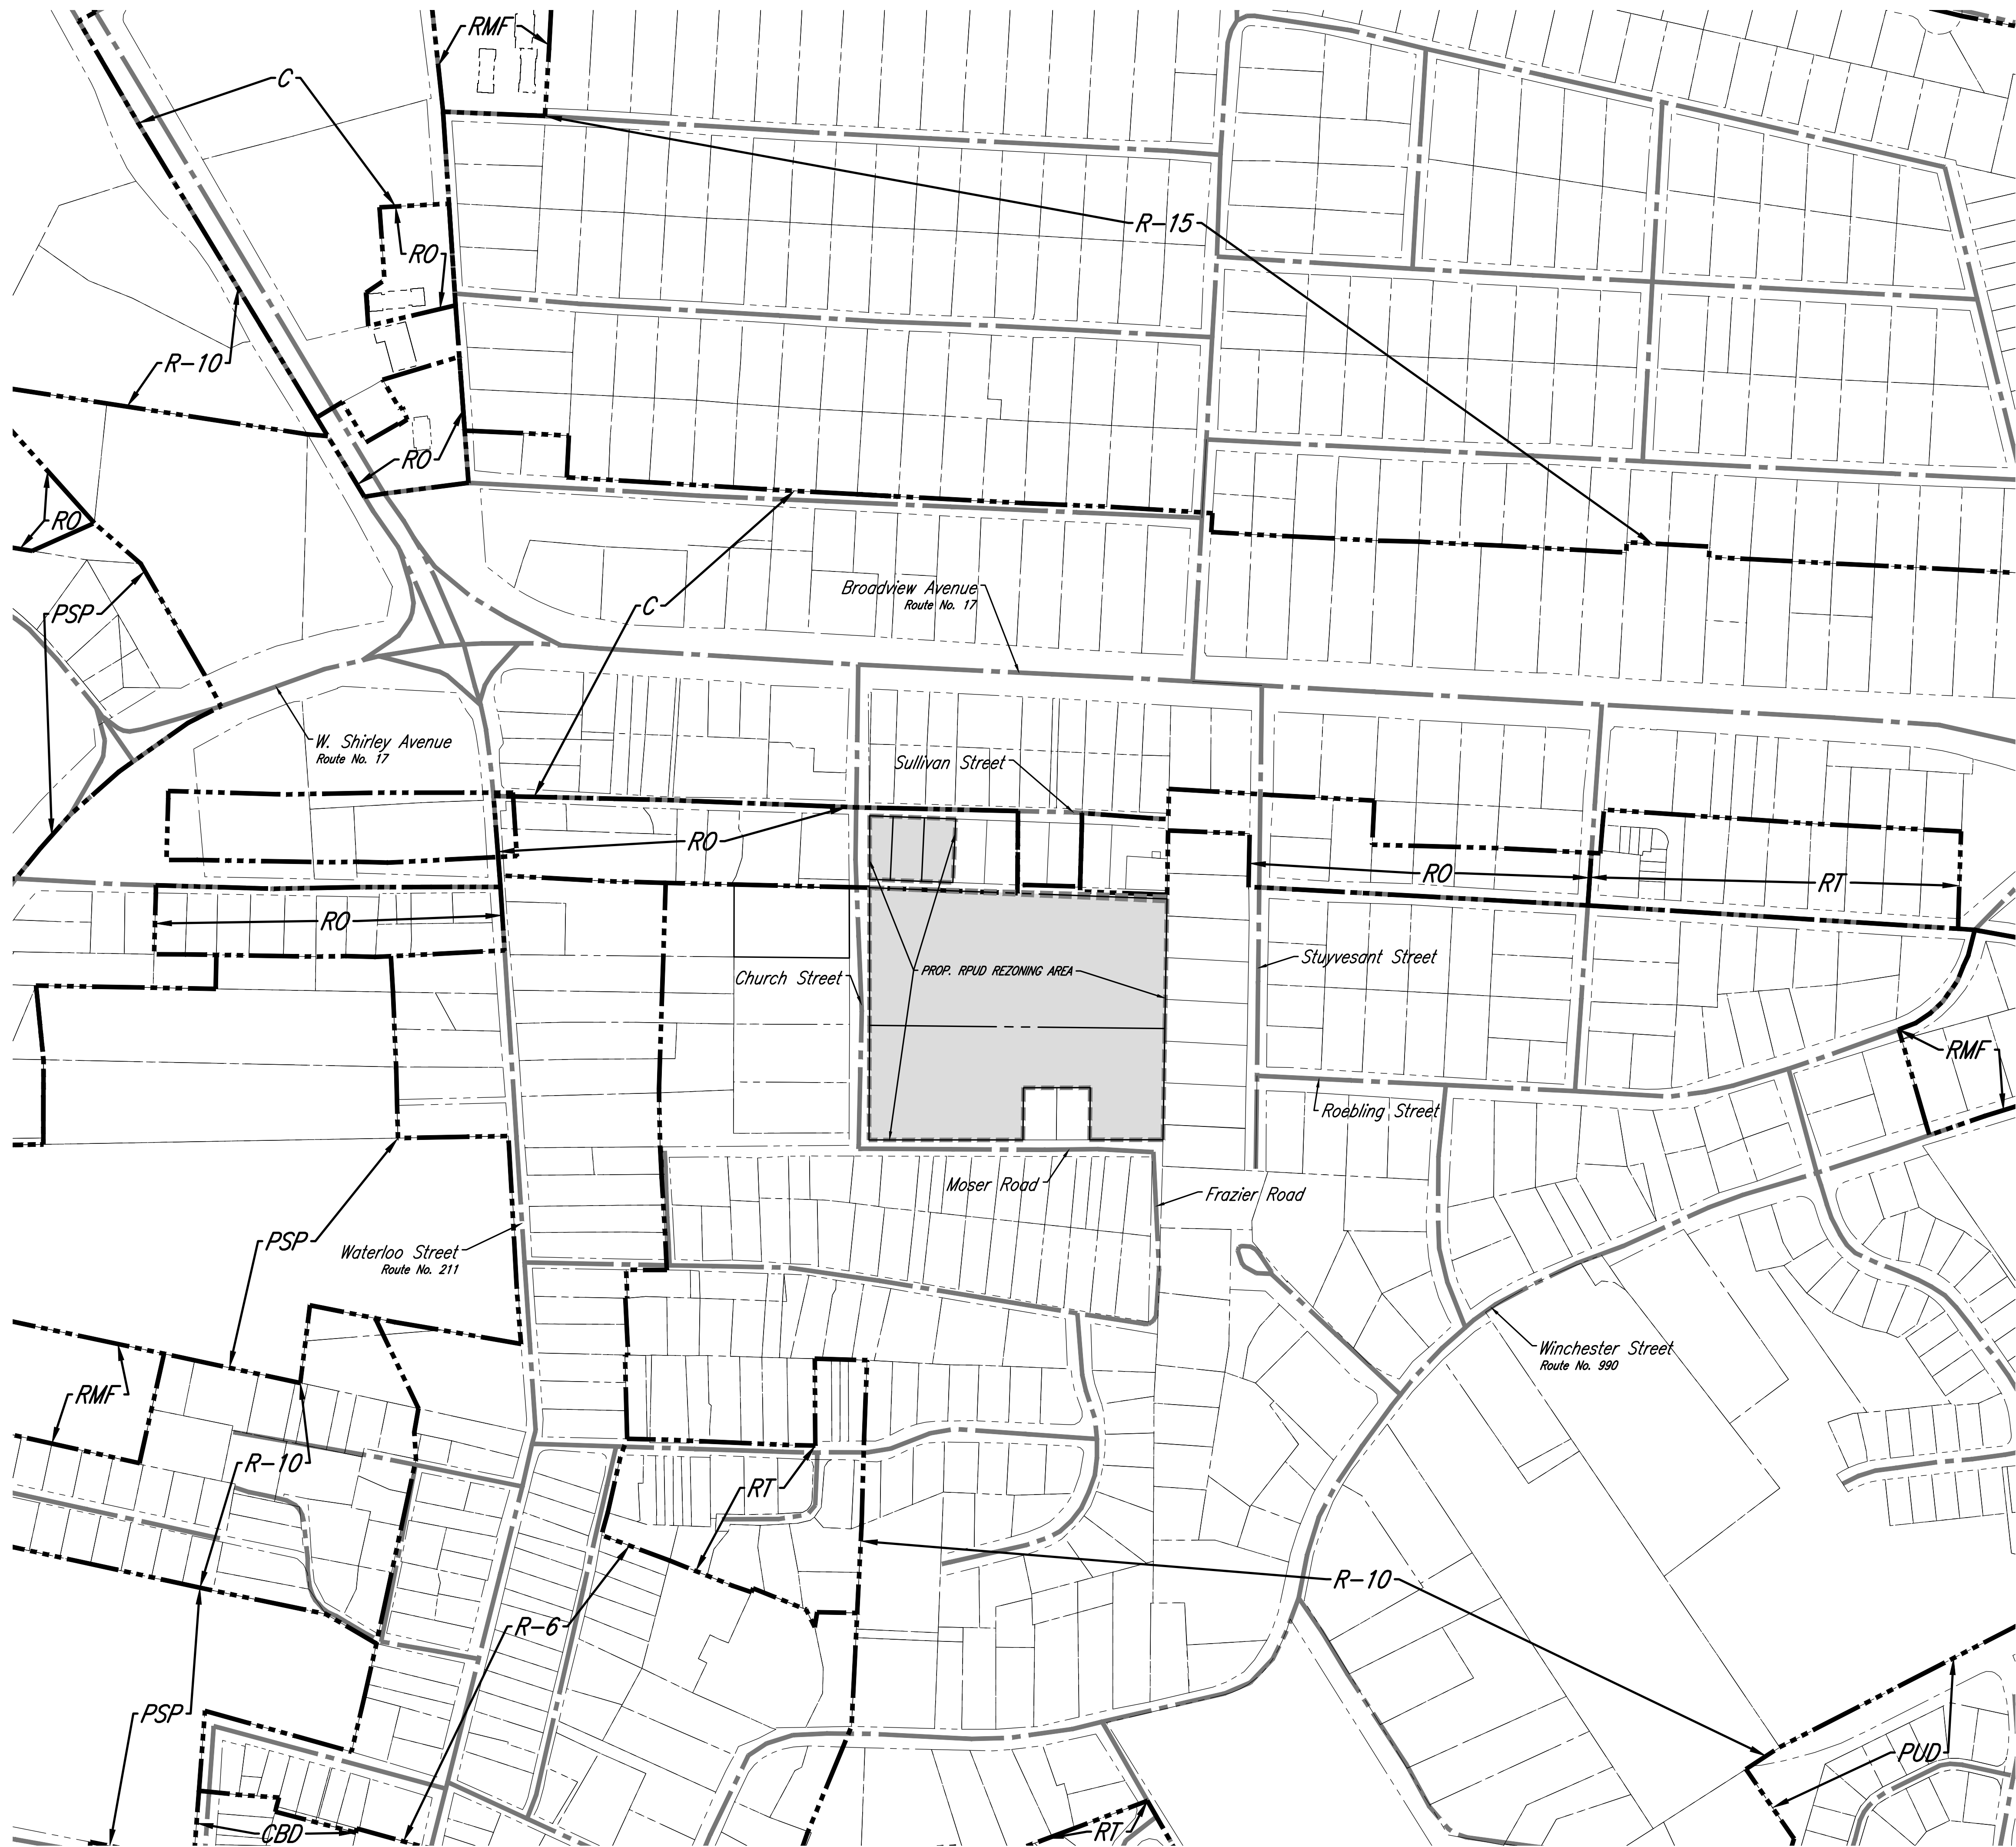 RMF
C
R-15
RO
R-10
RO
RO
Broadview Avenue
Route No. 17
C
PSP
W. Shirley Avenue
Route No. 17
Sullivan Street
RO
RO
RT
RO
Church Street
PROP. RPUD REZONING AREA
Stuyvesant Street
RMF
Roebling Street
Moser Road
Frazier Road
PSP
Waterloo Street
Route No. 211
Winchester Street
Route No. 990
RMF
R-10
RT
R-10
R-6
PSP
PUD
CBD
RT